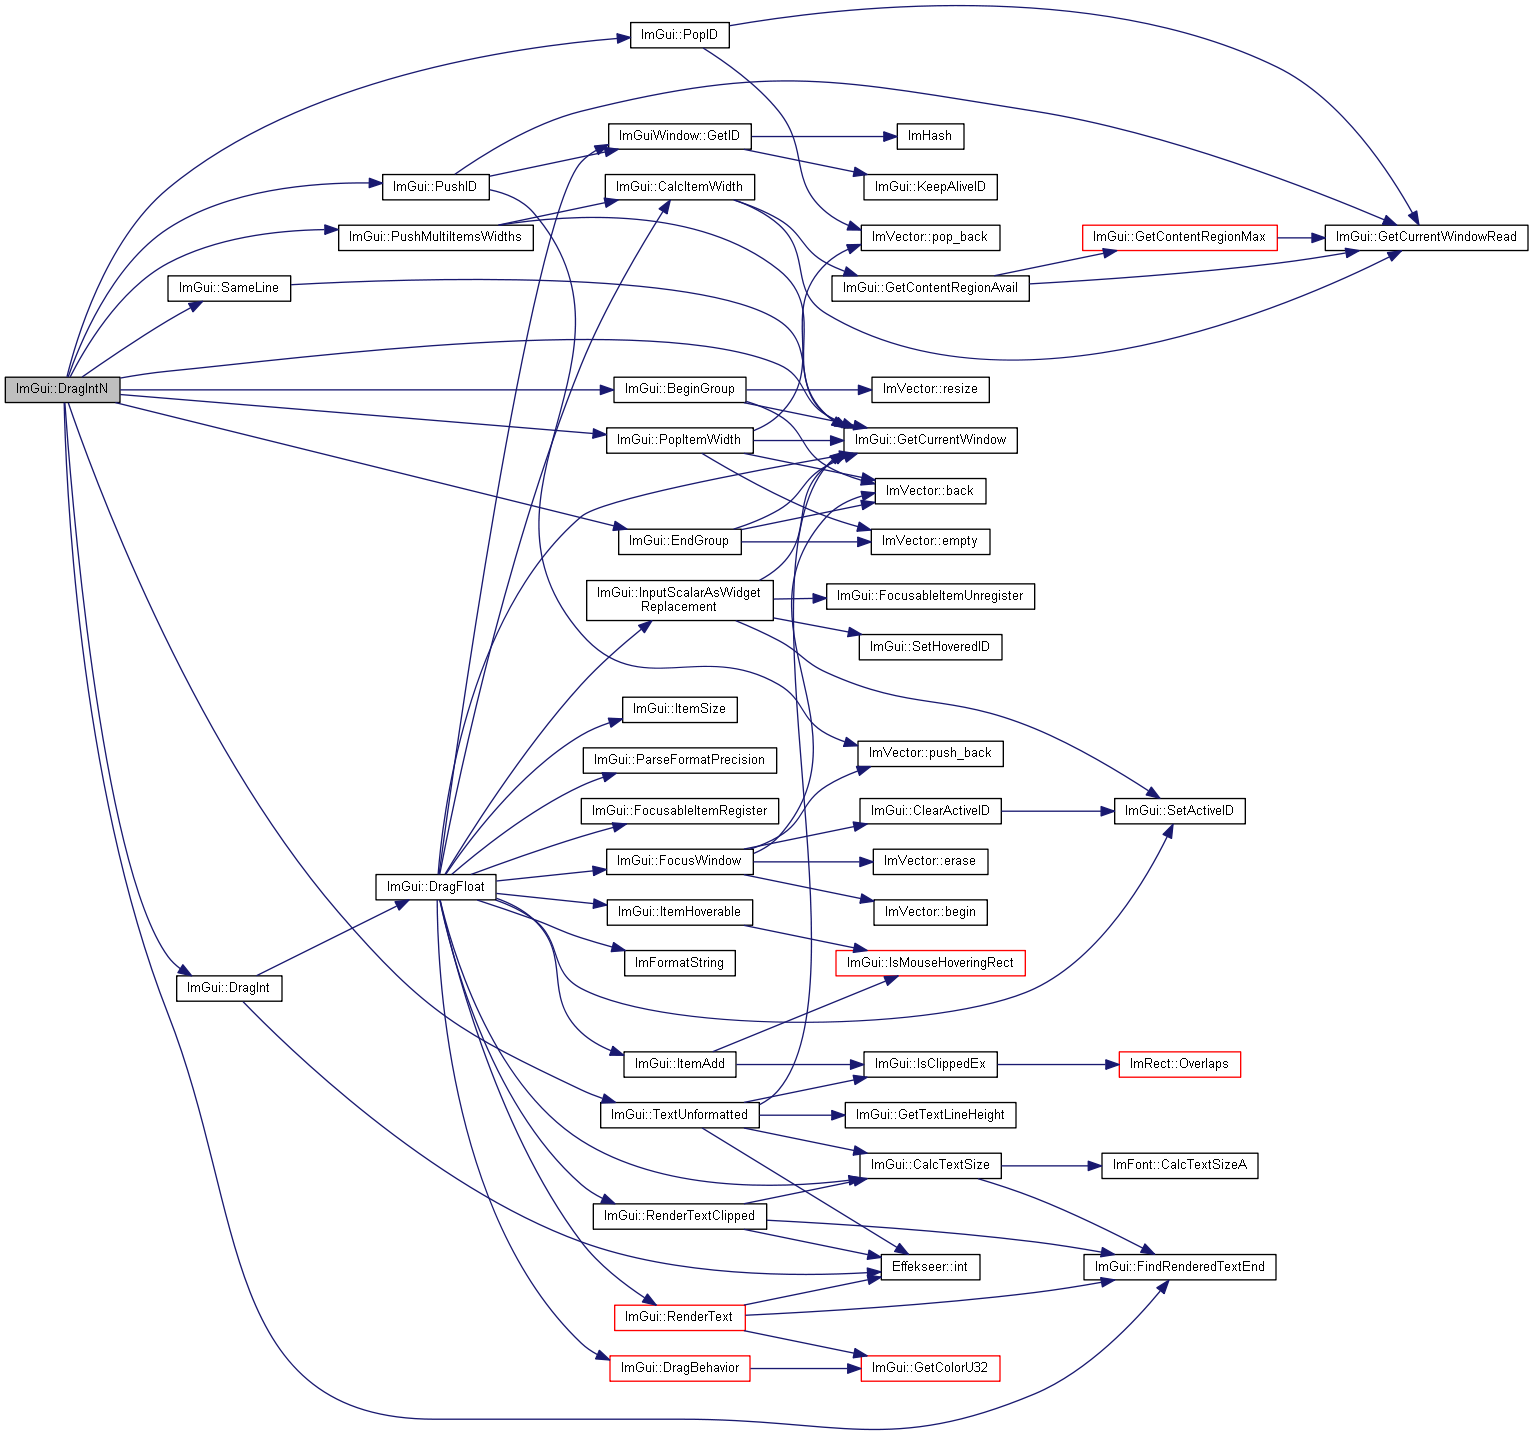 ImGui::PopID
ImGuiWindow::GetID
ImHash
ImGui::PushID
ImGui::CalcItemWidth
ImGui::KeepAliveID
ImGui::PushMultiItemsWidths
ImVector::pop_back
ImGui::GetContentRegionMax
ImGui::GetCurrentWindowRead
ImGui::SameLine
ImGui::GetContentRegionAvail
ImGui::DragIntN
ImGui::BeginGroup
ImVector::resize
ImGui::PopItemWidth
ImGui::GetCurrentWindow
ImVector::back
ImGui::EndGroup
ImVector::empty
ImGui::InputScalarAsWidget
Replacement
ImGui::FocusableItemUnregister
ImGui::SetHoveredID
ImGui::ItemSize
ImGui::ParseFormatPrecision
ImVector::push_back
ImGui::FocusableItemRegister
ImGui::ClearActiveID
ImGui::SetActiveID
ImGui::FocusWindow
ImVector::erase
ImGui::DragFloat
ImGui::ItemHoverable
ImVector::begin
ImFormatString
ImGui::IsMouseHoveringRect
ImGui::DragInt
ImGui::ItemAdd
ImGui::IsClippedEx
ImRect::Overlaps
ImGui::TextUnformatted
ImGui::GetTextLineHeight
ImGui::CalcTextSize
ImFont::CalcTextSizeA
ImGui::RenderTextClipped
Effekseer::int
ImGui::FindRenderedTextEnd
ImGui::RenderText
ImGui::DragBehavior
ImGui::GetColorU32